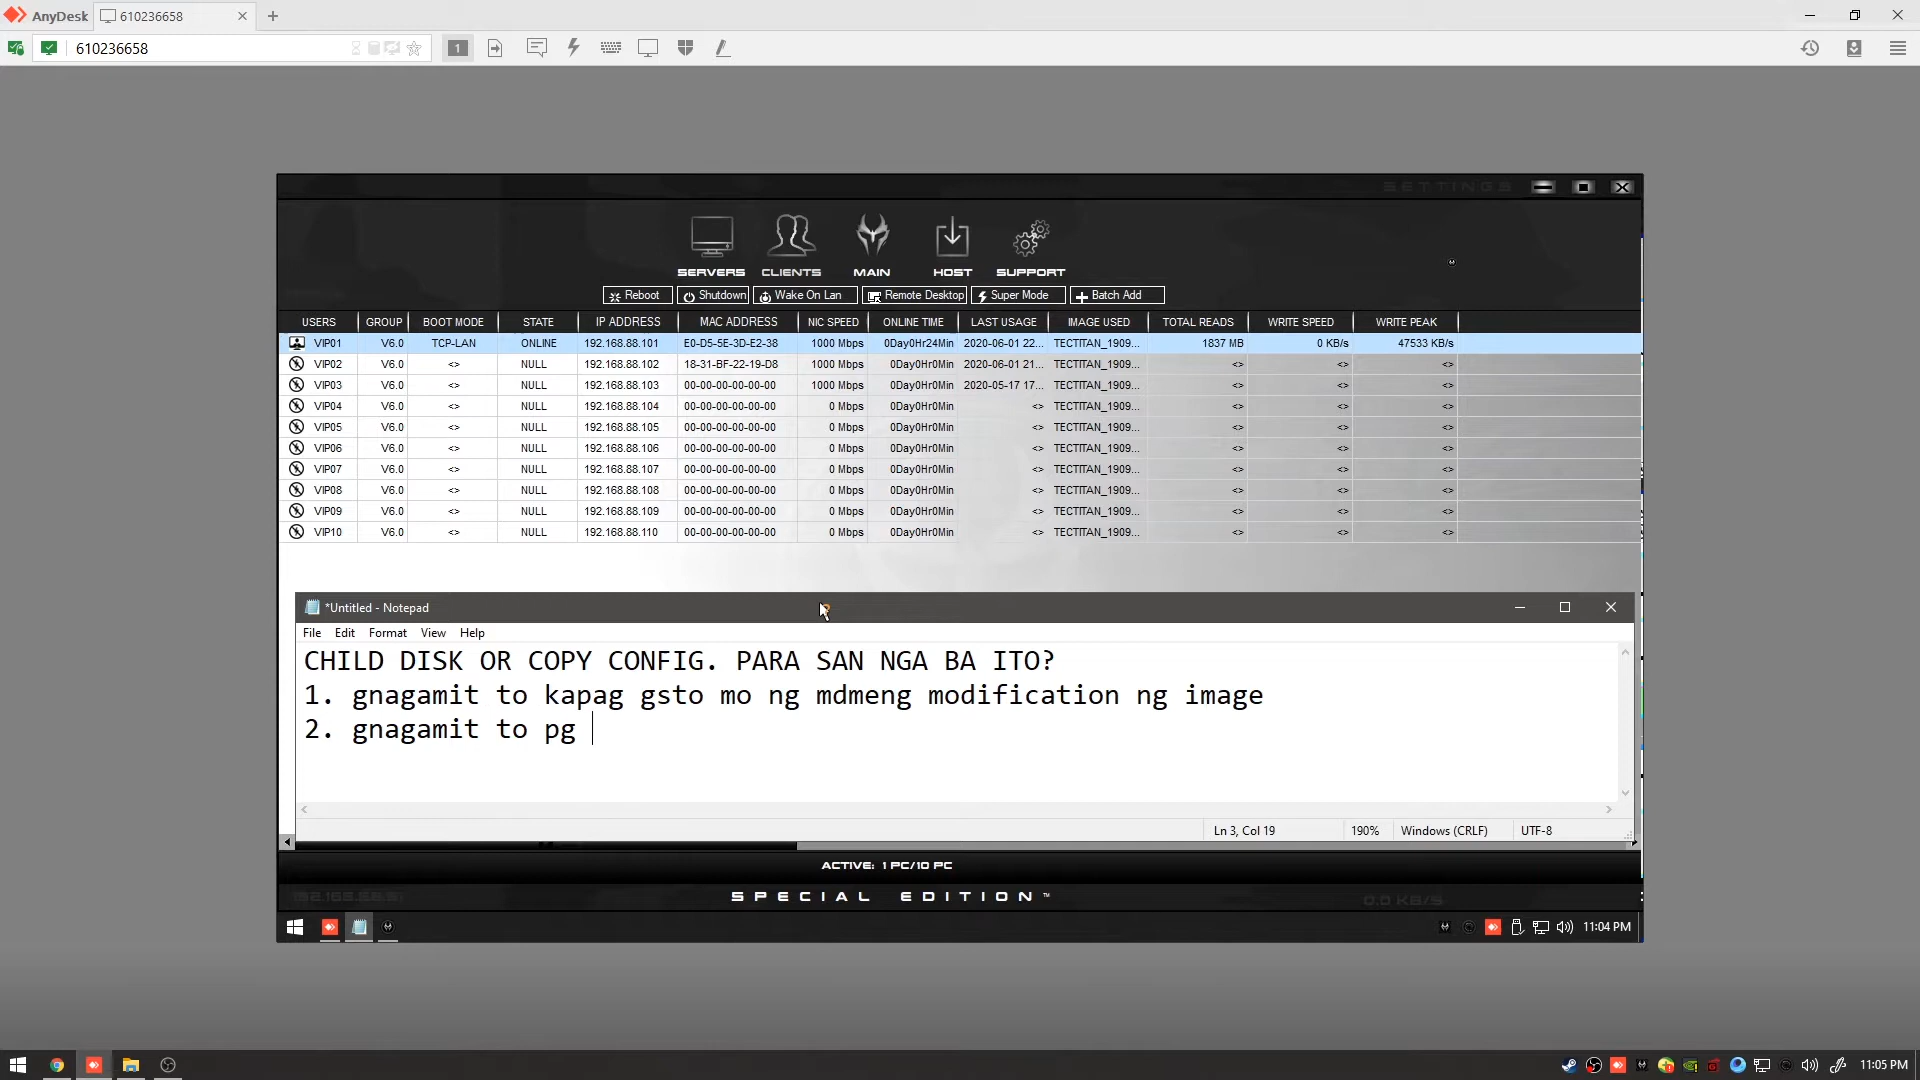 AnyDesk 610236658
610236658 1
SETTINGS
SERVERS CLIENTS MAIN HOST SUPPORT
Reboot Shutdown Wake On Lan Remote Desktop Super Mode Batch Add
USERS GROUP BOOT MODE STATE IP ADDRESS MAC ADDRESS NIC SPEED ONLINE TIME LAST USAGE IMAGE USED TOTAL READS WRITE SPEED WRITE PEAK
VIP01 V6.0 TCP-LAN ONLINE 192.168.88.101 E0-D5-5E-3D-E2-38 1000 Mbps 0Day0Hr24Min 2020-06-01 22... TECTITAN_1909... 1837 MB 0 KB/s 47533 KB/s
VIP02 V6.0 <> NULL 192.168.88.102 18-31-BF-22-19-D8 1000 Mbps 0Day0Hr0Min 2020-06-01 21... TECTITAN_1909... <> <> <>
VIP03 V6.0 <> NULL 192.168.88.103 00-00-00-00-00-00 1000 Mbps 0Day0Hr0Min 2020-05-17 17... TECTITAN_1909... <> <> <>
VIP04 V6.0 <> NULL 192.168.88.104 00-00-00-00-00-00 0 Mbps 0Day0Hr0Min <> TECTITAN_1909... <> <> <>
VIP05 V6.0 <> NULL 192.168.88.105 00-00-00-00-00-00 0 Mbps 0Day0Hr0Min <> TECTITAN_1909... <> <> <>
VIP06 V6.0 <> NULL 192.168.88.106 00-00-00-00-00-00 0 Mbps 0Day0Hr0Min <> TECTITAN_1909... <> <> <>
VIP07 V6.0 <> NULL 192.168.88.107 00-00-00-00-00-00 0 Mbps 0Day0Hr0Min <> TECTITAN_1909... <> <> <>
VIP08 V6.0 <> NULL 192.168.88.108 00-00-00-00-00-00 0 Mbps 0Day0Hr0Min <> TECTITAN_1909... <> <> <>
VIP09 V6.0 <> NULL 192.168.88.109 00-00-00-00-00-00 0 Mbps 0Day0Hr0Min <> TECTITAN_1909... <> <> <>
VIP10 V6.0 <> NULL 192.168.88.110 00-00-00-00-00-00 0 Mbps 0Day0Hr0Min <> TECTITAN_1909... <> <> <>
*Untitled - Notepad
File Edit Format View Help
CHILD DISK OR COPY CONFIG. PARA SAN NGA BA ITO?
1. gnagamit to kapag gsto mo ng mdmeng modification ng image
2. gnagamit to pg
Ln 3, Col 19 190% Windows (CRLF) UTF-8
ACTIVE: 1 PC/10 PC
SPECIAL EDITION™
0.0 KB/S
11:04 PM
11:05 PM